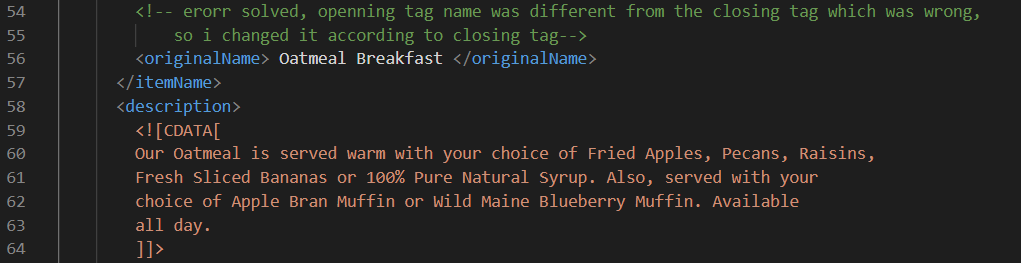 54 <!-- erorr solved, openning tag name was different from the closing tag which was wrong,
55 so i changed it according to closing tag-->
56 <originalName> Oatmeal Breakfast </originalName>
57 </itemName>
58 <description>
59 <![CDATA[
60 Our Oatmeal is served warm with your choice of Fried Apples, Pecans, Raisins,
61 Fresh Sliced Bananas or 100% Pure Natural Syrup. Also, served with your
62 choice of Apple Bran Muffin or Wild Maine Blueberry Muffin. Available
63 all day.
64 ]]>